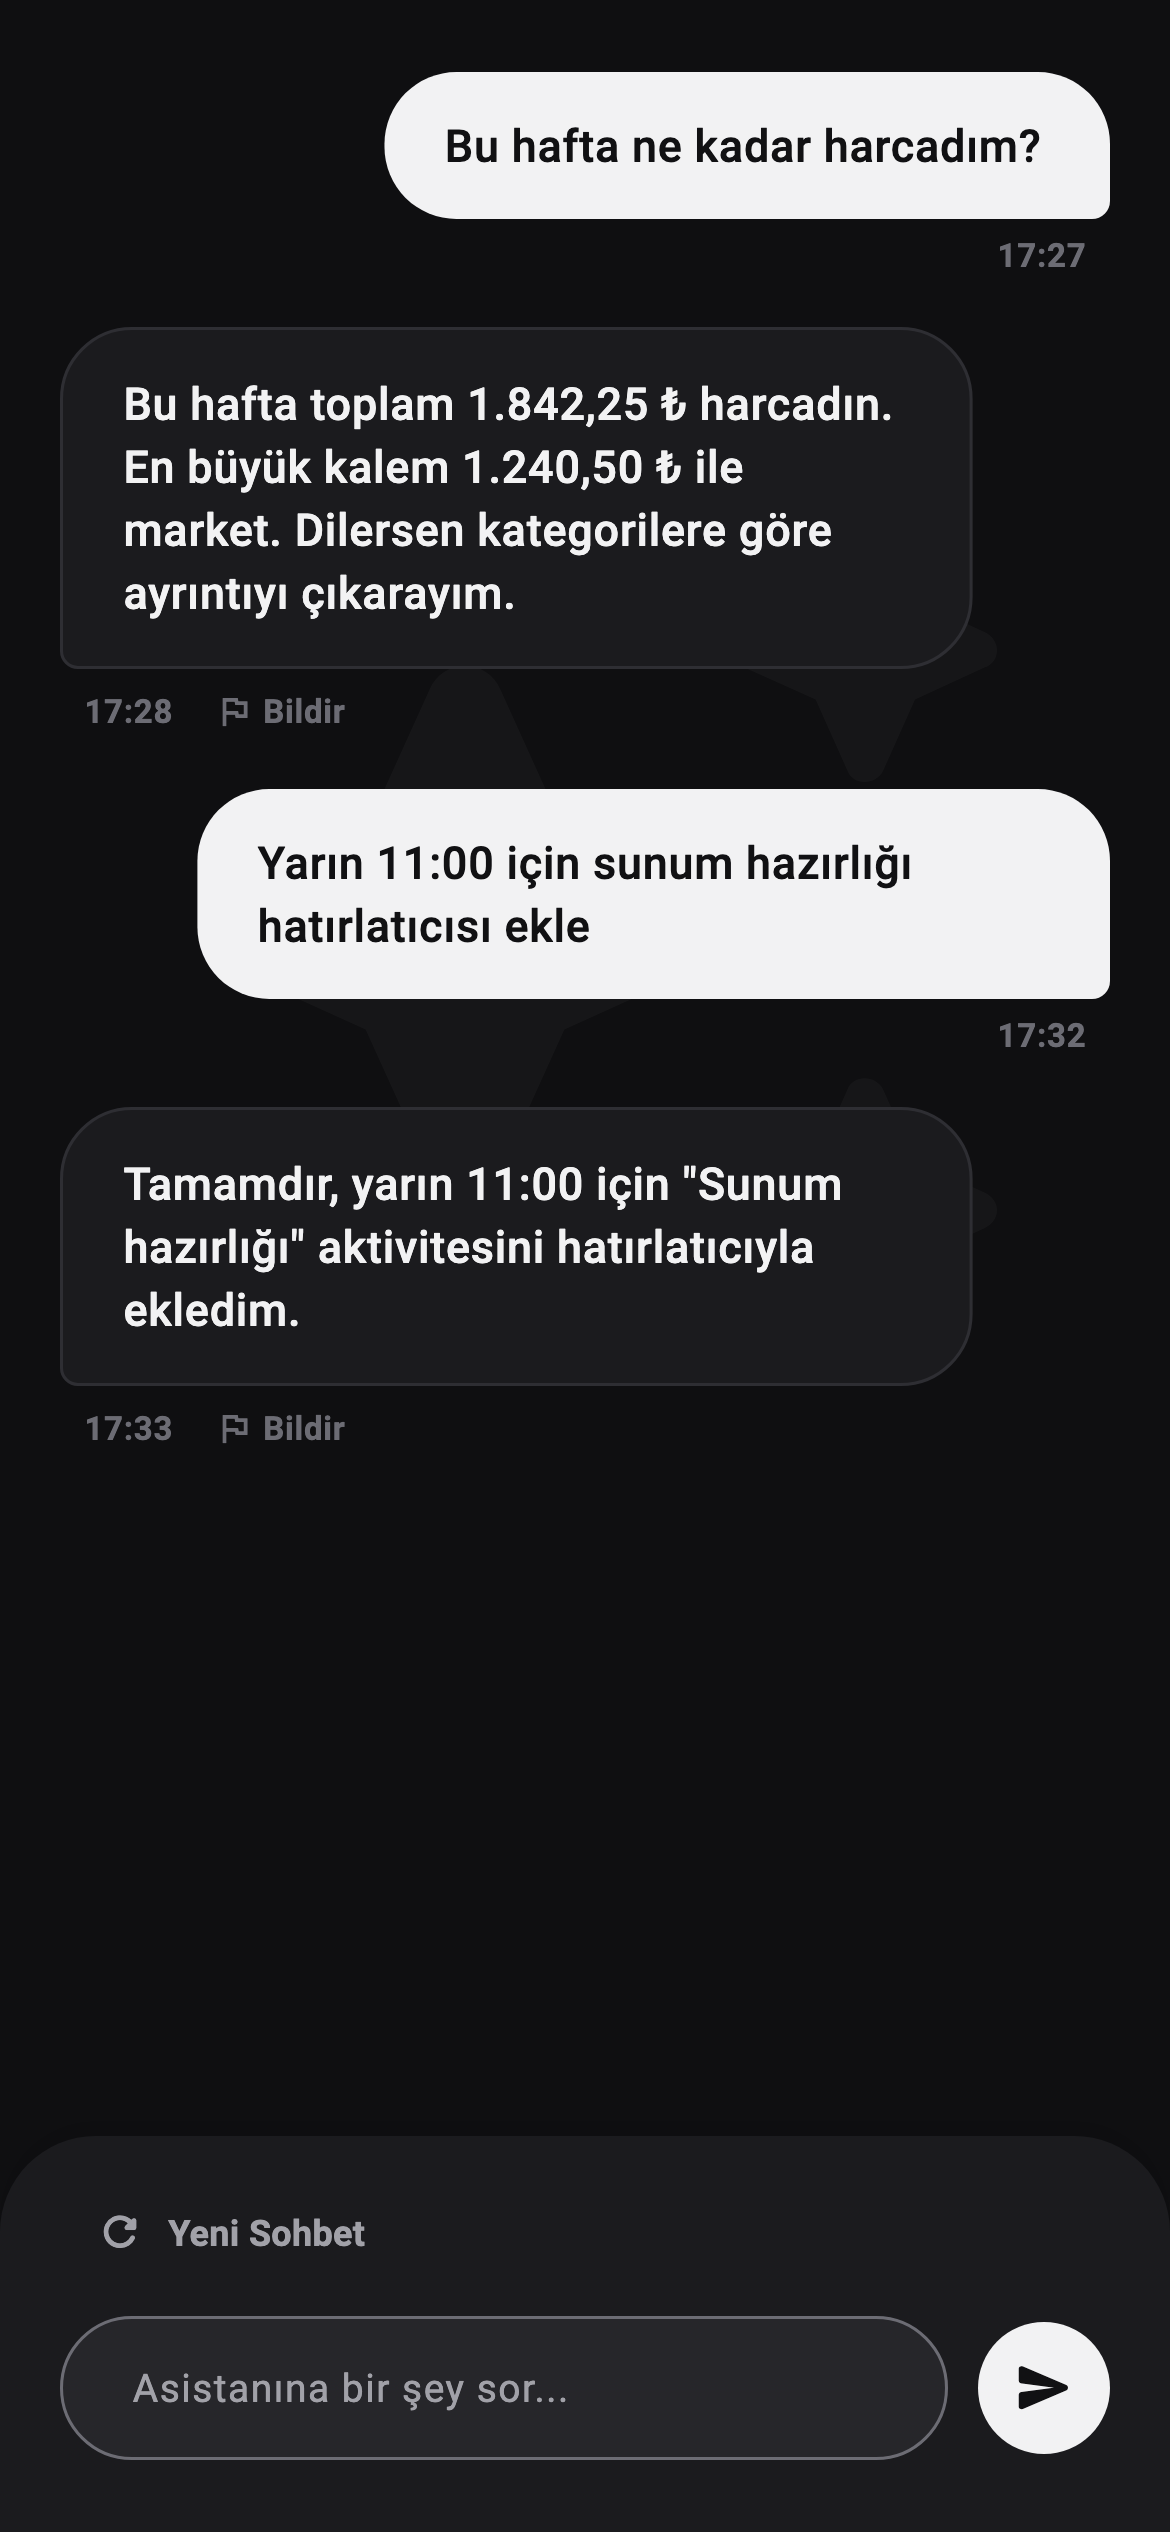 Bu hafta ne kadar harcadım?
17:27
Bu hafta toplam 1.842,25 ₺ harcadın.
En büyük kalem 1.240,50 ₺ ile
market. Dilersen kategorilere göre
ayrıntıyı çıkarayım.
17:28 Bildir
Yarın 11:00 için sunum hazırlığı
hatırlatıcısı ekle
17:32
Tamamdır, yarın 11:00 için "Sunum
hazırlığı" aktivitesini hatırlatıcıyla
ekledim.
17:33 Bildir
Yeni Sohbet
Asistanına bir şey sor...